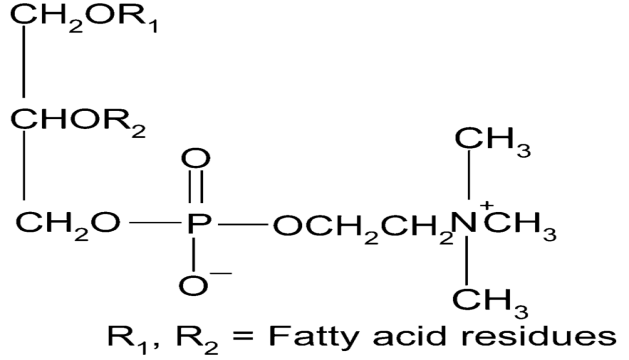 CH₂OR₁
CHOR₂
CH₃
O
CH₂O P OCH₂CH₂N⁺CH₃
O⁻
CH₃
R₁, R₂ = Fatty acid residues